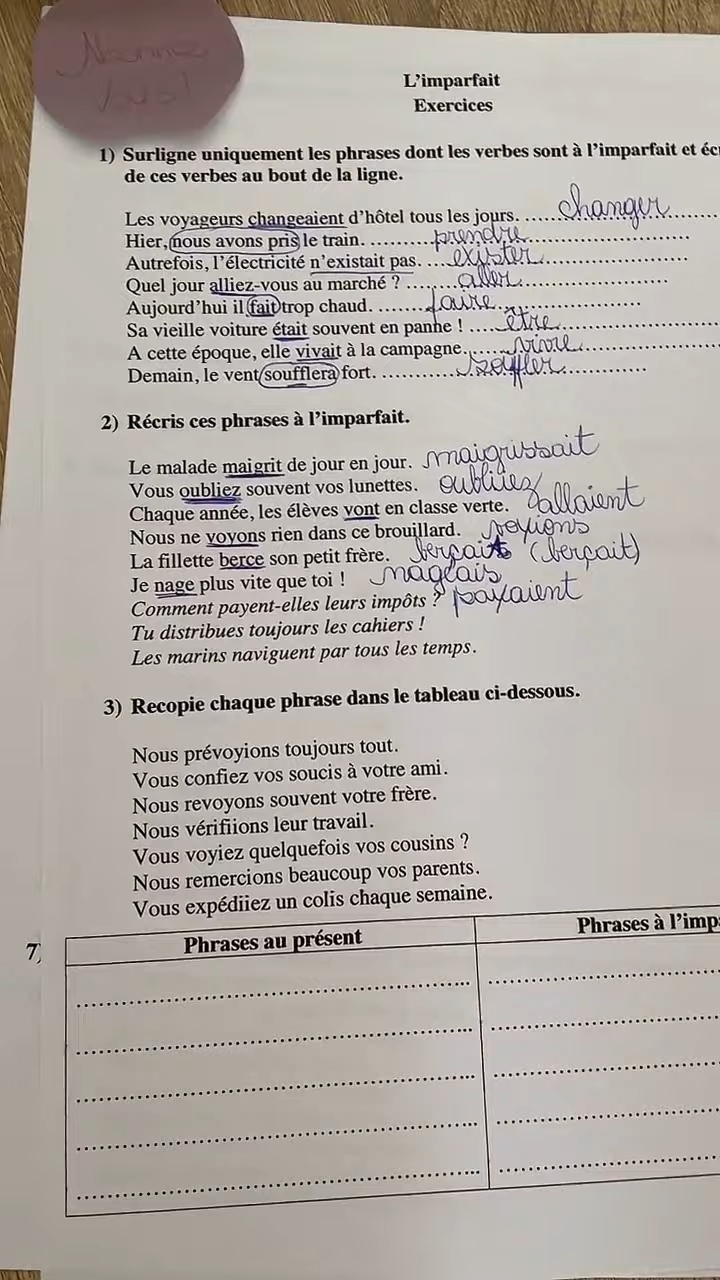 Abonnez
Vous!
L'imparfait
Exercices
1) Surligne uniquement les phrases dont les verbes sont à l'imparfait et éc
de ces verbes au bout de la ligne.
Les voyageurs changeaient d'hôtel tous les jours. ..... changer .......
Hier, nous avons pris le train. ........... prendre ..........................
Autrefois, l'électricité n'existait pas. .... exister .........................
Quel jour alliez-vous au marché ? ....... aller ........................
Aujourd'hui il fait trop chaud. ........ faire ........................
Sa vieille voiture était souvent en panne ! .... être .......................
A cette époque, elle vivait à la campagne....... vivre .......................
Demain, le vent soufflera fort. ............. souffler .............
2) Récris ces phrases à l'imparfait.
Le malade maigrit de jour en jour. maigrissait
Vous oubliez souvent vos lunettes. oubliiez
Chaque année, les élèves vont en classe verte. allaient
Nous ne voyons rien dans ce brouillard. voyions
La fillette berce son petit frère. berçait (berçait)
Je nage plus vite que toi ! nageais
Comment payent-elles leurs impôts ? payaient
Tu distribues toujours les cahiers !
Les marins naviguent par tous les temps.
3) Recopie chaque phrase dans le tableau ci-dessous.
Nous prévoyions toujours tout.
Vous confiez vos soucis à votre ami.
Nous revoyons souvent votre frère.
Nous vérifiions leur travail.
Vous voyiez quelquefois vos cousins ?
Nous remercions beaucoup vos parents.
Vous expédiiez un colis chaque semaine.
7)
Phrases au présent
Phrases à l'imp